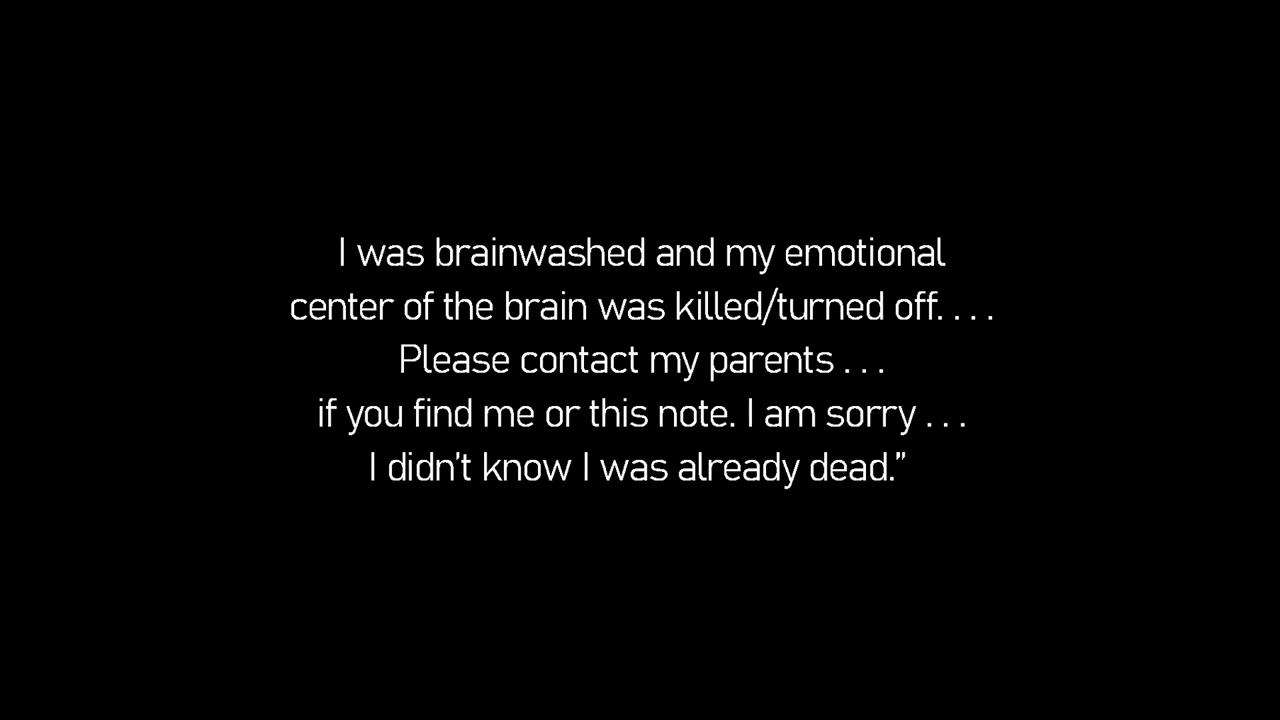 I was brainwashed and my emotional
center of the brain was killed/turned off. . . .
Please contact my parents . . .
if you find me or this note. I am sorry . . .
I didn't know I was already dead.”